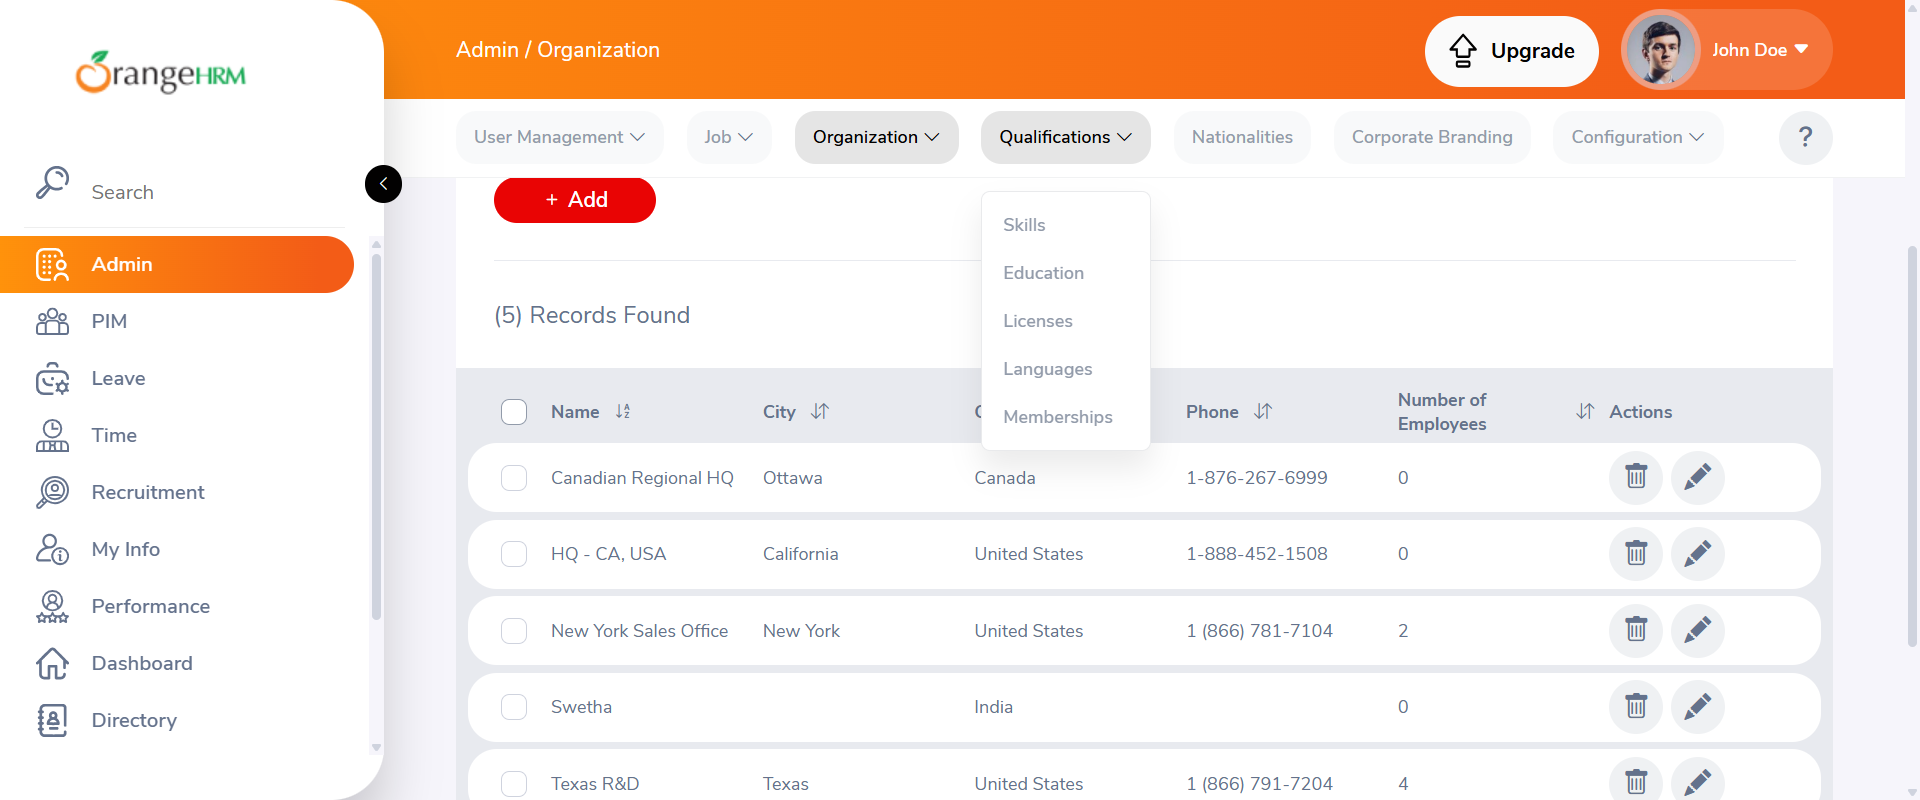 OrangeHRM
Admin / Organization
Upgrade
John Doe
User Management
Job
Organization
Qualifications
Nationalities
Corporate Branding
Configuration
?
Search
Admin
PIM
Leave
Time
Recruitment
My Info
Performance
Dashboard
Directory
+ Add
Skills
Education
Licenses
Languages
Memberships
(5) Records Found
Name City Phone Number of Employees Actions
Canadian Regional HQ Ottawa Canada 1-876-267-6999 0
HQ - CA, USA California United States 1-888-452-1508 0
New York Sales Office New York United States 1 (866) 781-7104 2
Swetha India 0
Texas R&D Texas United States 1 (866) 791-7204 4